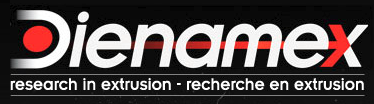 Dienamex
research in extrusion - recherche en extrusion